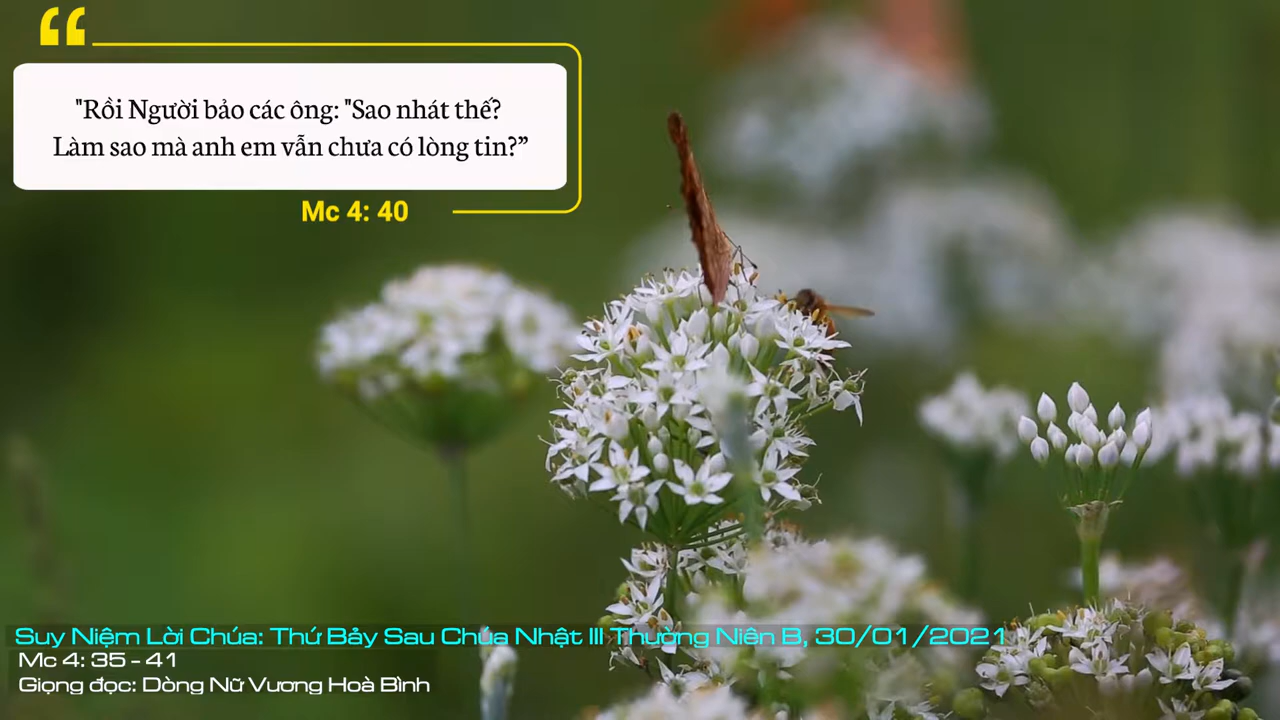 "Rồi Người bảo các ông: "Sao nhát thế?
Làm sao mà anh em vẫn chưa có lòng tin?”
Mc 4: 40
Suy Niệm Lời Chúa: Thứ Bảy Sau Chúa Nhật III Thường Niên B, 30/01/2021
Mc 4: 35 - 41
Giọng đọc: Dòng Nữ Vương Hoà Bình